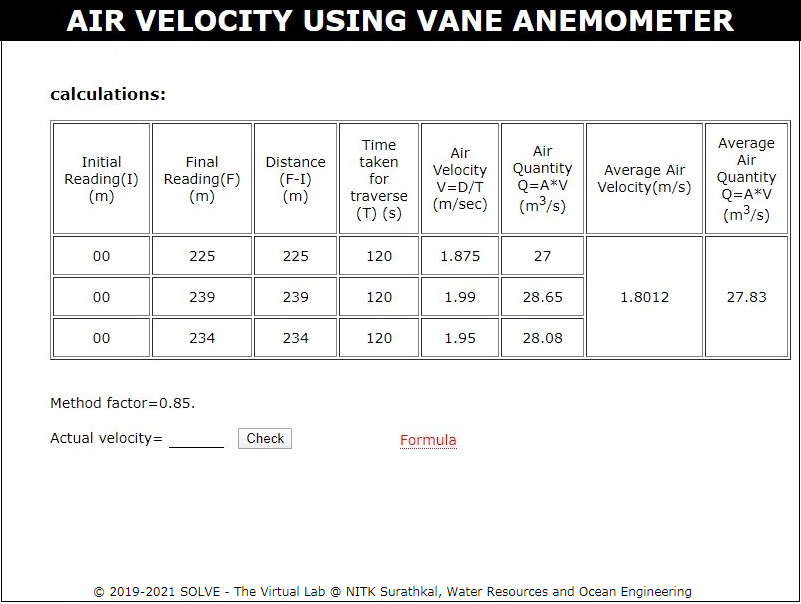 AIR VELOCITY USING VANE ANEMOMETER
calculations:
Initial Reading(I) (m) Final Reading(F) (m) Distance (F-I) (m) Time taken for traverse (T) (s) Air Velocity V=D/T (m/sec) Air Quantity Q=A*V (m³/s) Average Air Velocity(m/s) Average Air Quantity Q=A*V (m³/s)
00 225 225 120 1.875 27
00 239 239 120 1.99 28.65 1.8012 27.83
00 234 234 120 1.95 28.08
Method factor=0.85.
Actual velocity= ______ Check Formula
© 2019-2021 SOLVE - The Virtual Lab @ NITK Surathkal, Water Resources and Ocean Engineering